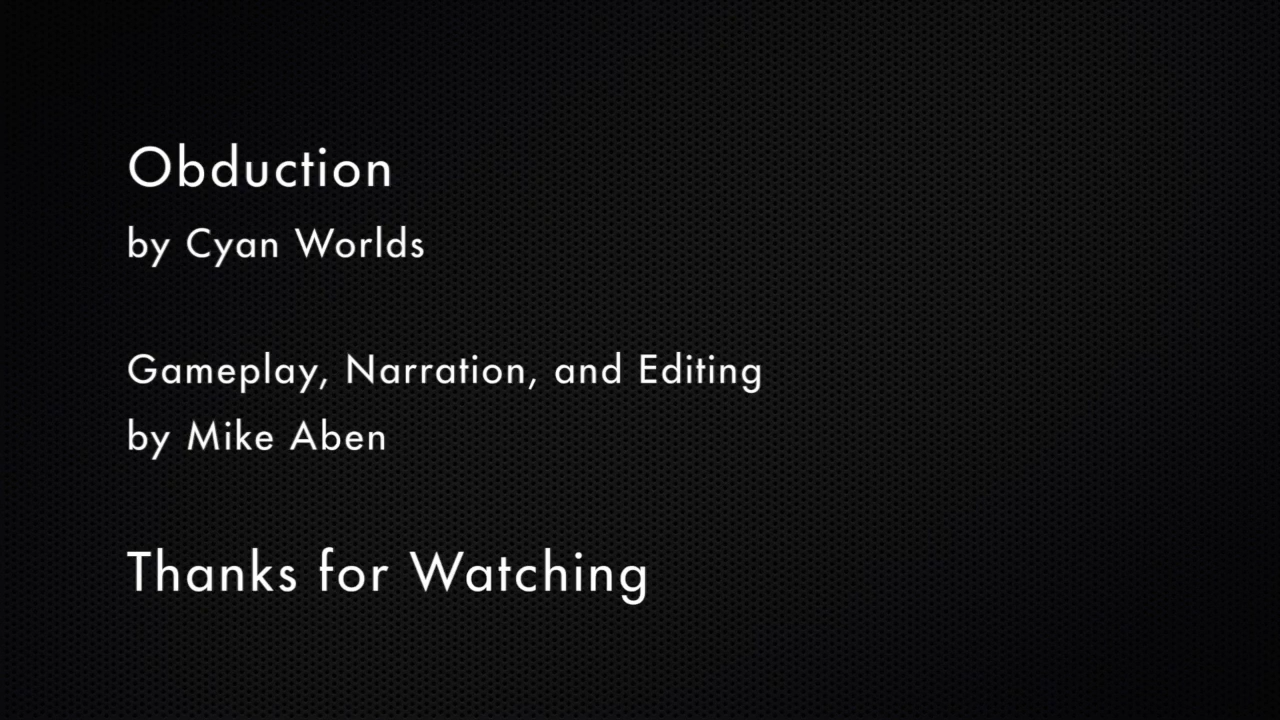 Obduction
by Cyan Worlds
Gameplay, Narration, and Editing
by Mike Aben
Thanks for Watching